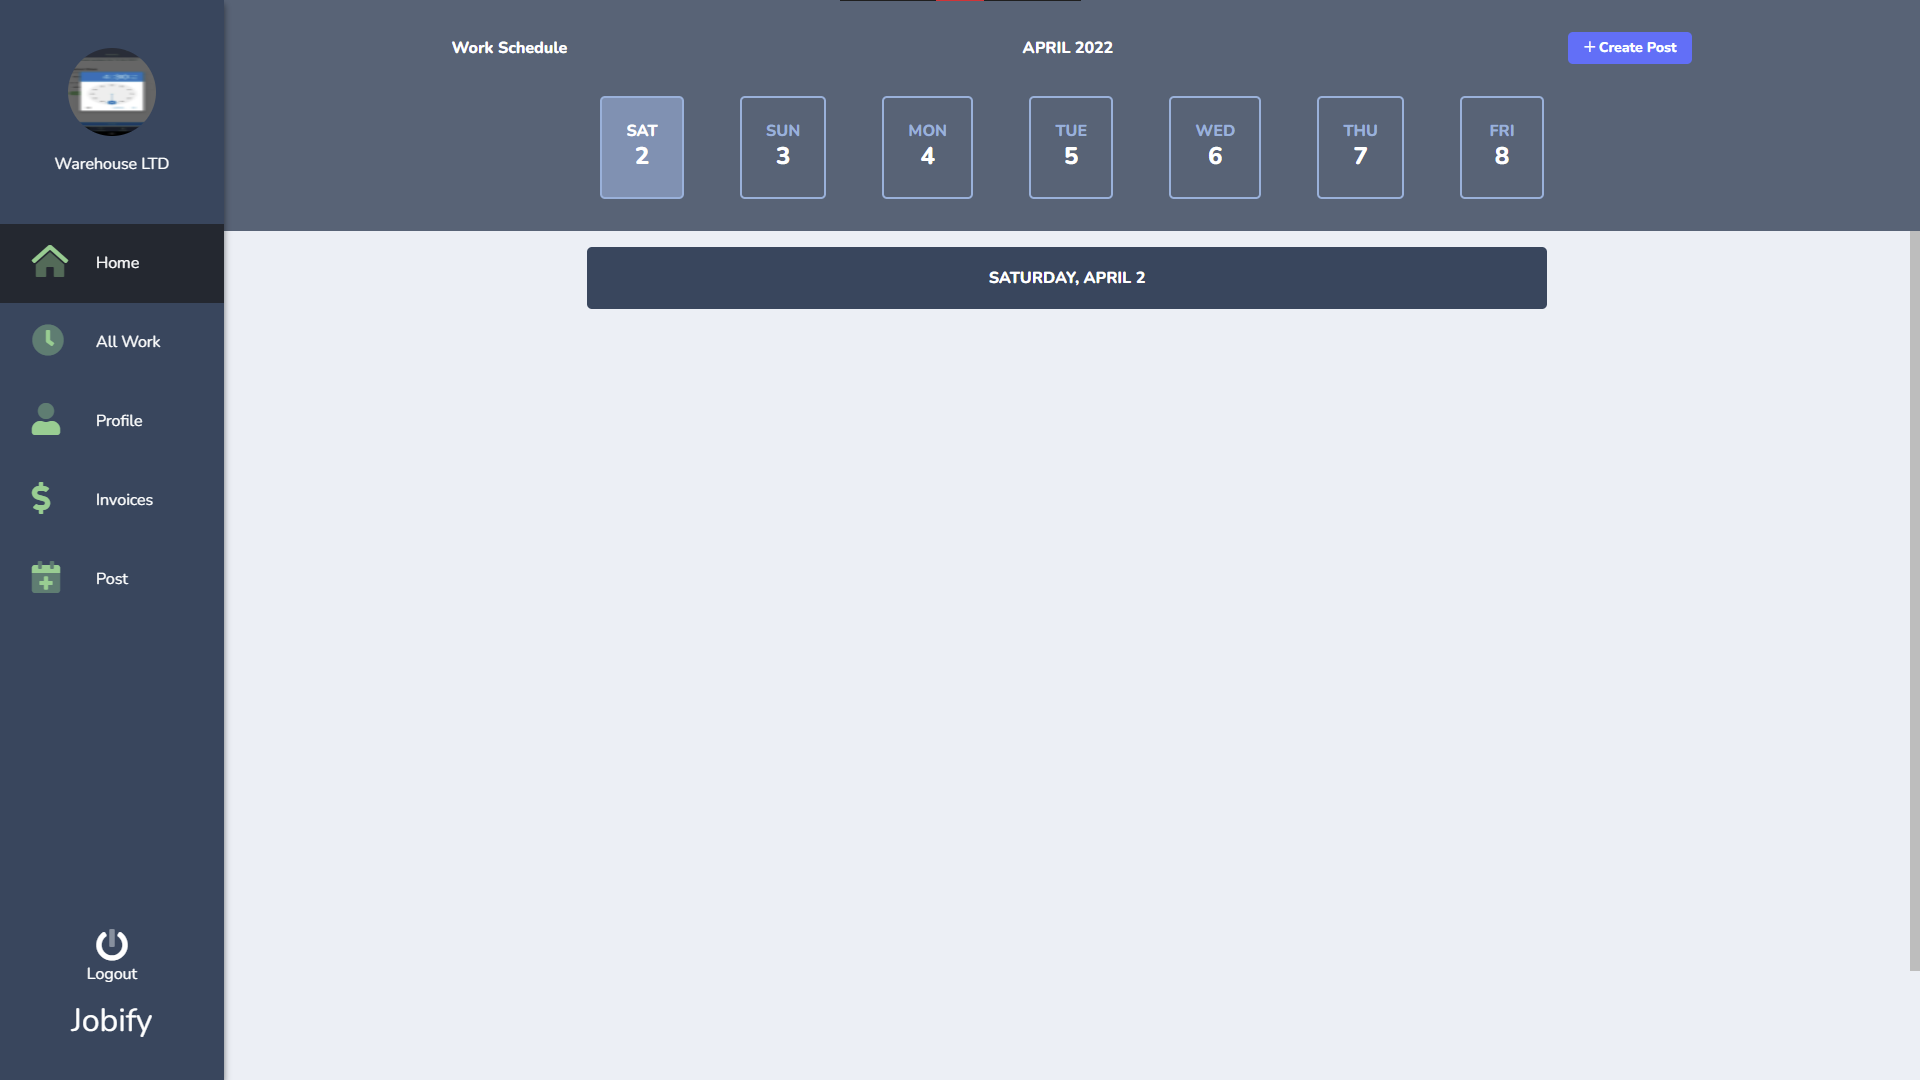 Warehouse LTD
Home
All Work
Profile
Invoices
Post
Logout
Jobify
Work Schedule
APRIL 2022
+ Create Post
SAT
2
SUN
3
MON
4
TUE
5
WED
6
THU
7
FRI
8
SATURDAY, APRIL 2